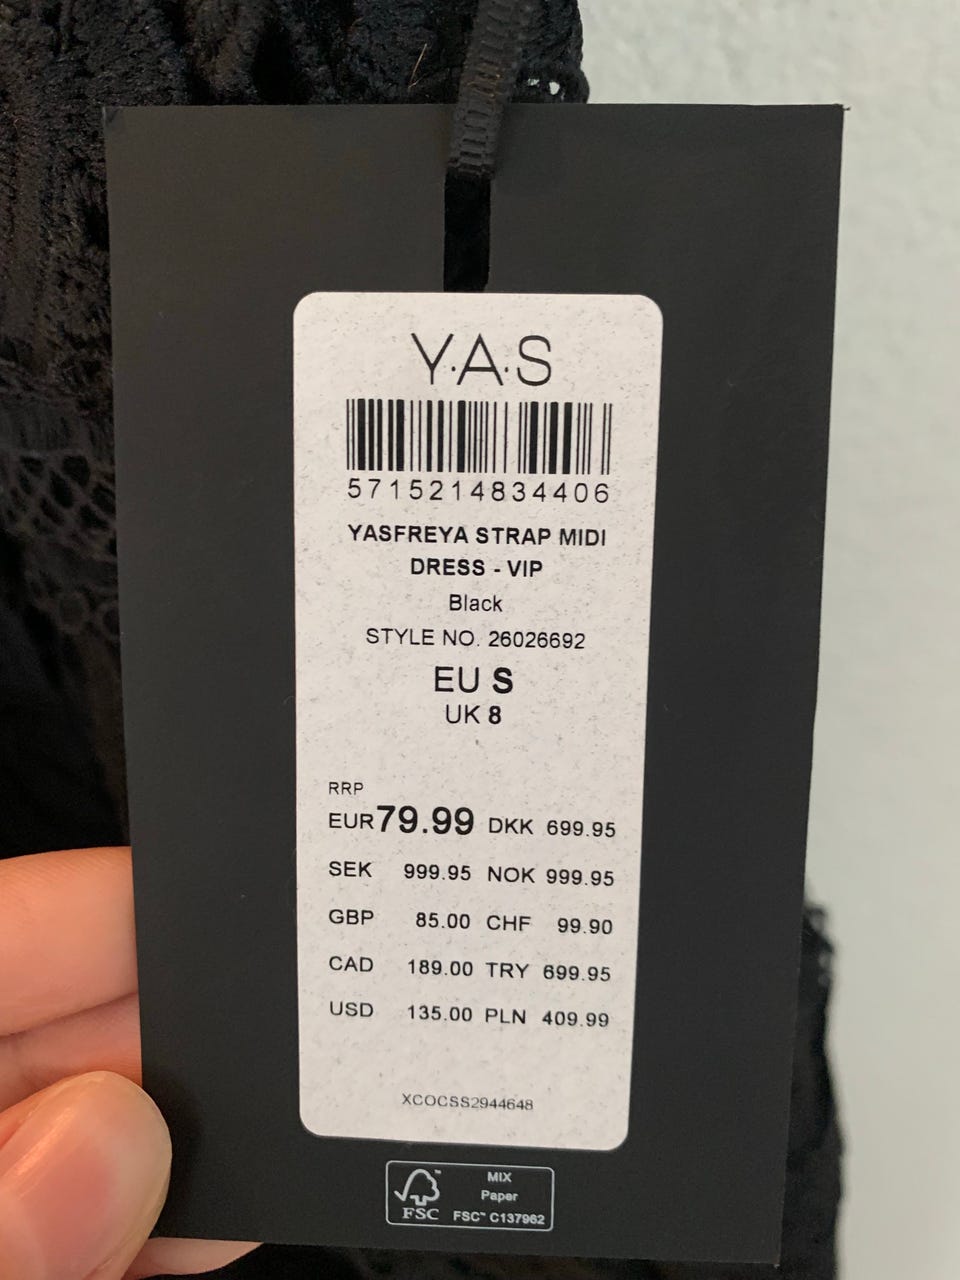 Y.A.S
5715214834406
YASFREYA STRAP MIDI
DRESS - VIP
Black
STYLE NO. 26026692
EU S
UK 8
RRP
EUR 79.99 DKK 699.95
SEK 999.95 NOK 999.95
GBP 85.00 CHF 99.90
CAD 189.00 TRY 699.95
USD 135.00 PLN 409.99
XCOCSS2944648
MIX
Paper
FSC™ C137962
FSC